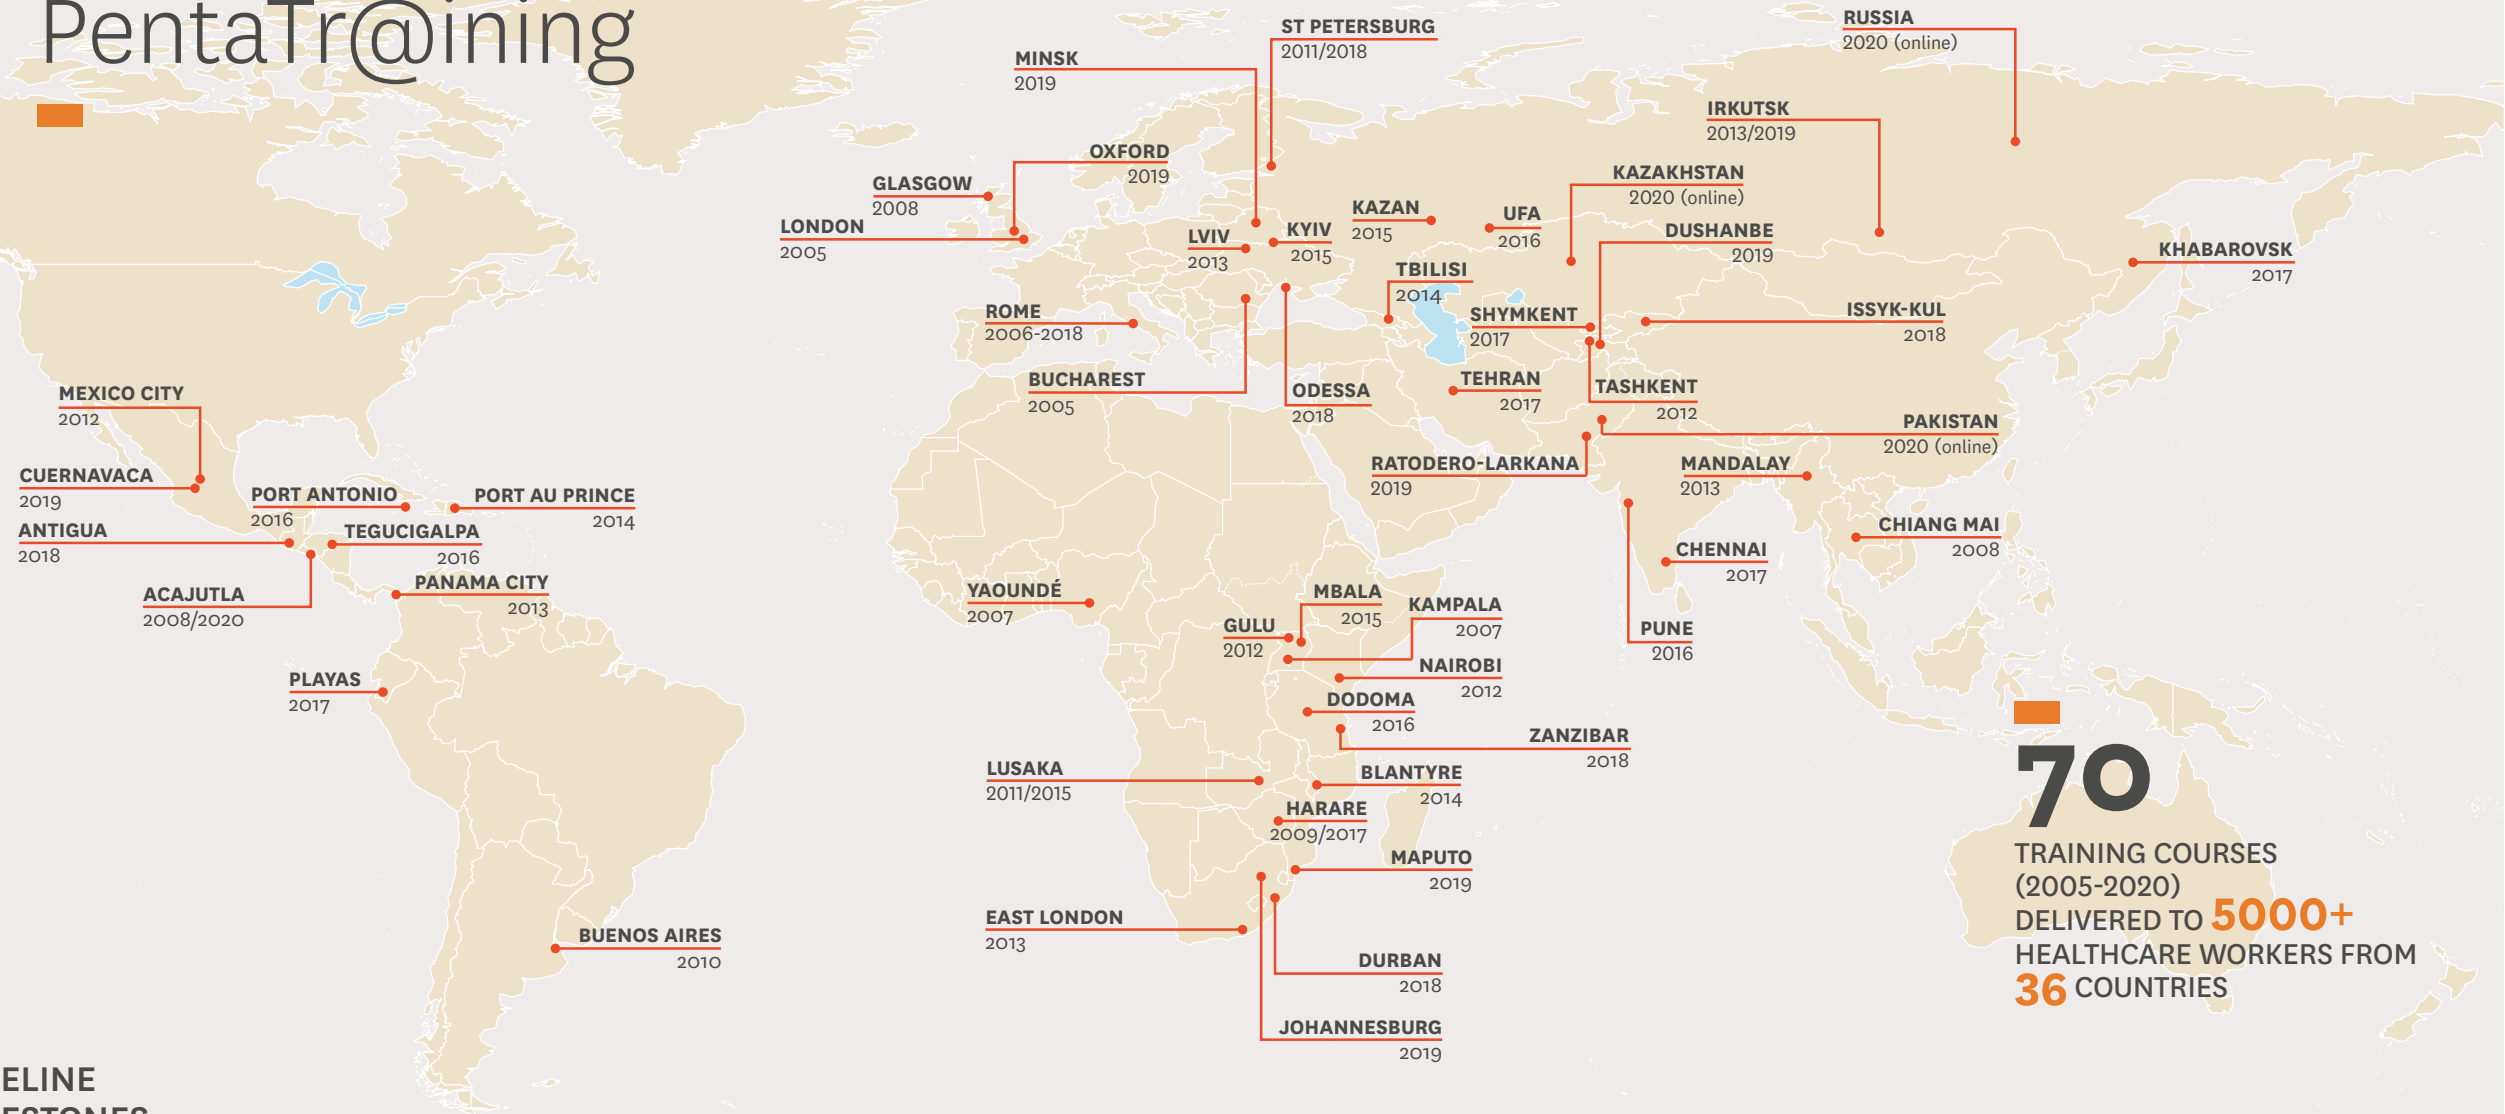 PentaTr@ining
ST PETERSBURG
2011/2018
RUSSIA
2020 (online)
MINSK
2019
IRKUTSK
2013/2019
OXFORD
2019
GLASGOW
2008
LONDON
2005
KAZAKHSTAN
2020 (online)
KAZAN
2015
UFA
2016
LVIV
2013
KYIV
2015
DUSHANBE
2019
KHABAROVSK
2017
TBILISI
2014
ROME
2006-2018
SHYMKENT
2017
ISSYK-KUL
2018
BUCHAREST
2005
ODESSA
2018
TEHRAN
2017
TASHKENT
2012
MEXICO CITY
2012
PAKISTAN
2020 (online)
RATODERO-LARKANA
2019
MANDALAY
2013
CUERNAVACA
2019
PORT ANTONIO
2016
PORT AU PRINCE
2014
ANTIGUA
2018
TEGUCIGALPA
2016
CHIANG MAI
2008
CHENNAI
2017
ACAJUTLA
2008/2020
PANAMA CITY
2013
YAOUNDÉ
2007
MBALA
2015
KAMPALA
2007
GULU
2012
PUNE
2016
NAIROBI
2012
PLAYAS
2017
DODOMA
2016
ZANZIBAR
2018
LUSAKA
2011/2015
BLANTYRE
2014
HARARE
2009/2017
MAPUTO
2019
EAST LONDON
2013
BUENOS AIRES
2010
DURBAN
2018
JOHANNESBURG
2019
70
TRAINING COURSES
(2005-2020)
DELIVERED TO 5000+
HEALTHCARE WORKERS FROM
36 COUNTRIES
ELINE
ESTONES